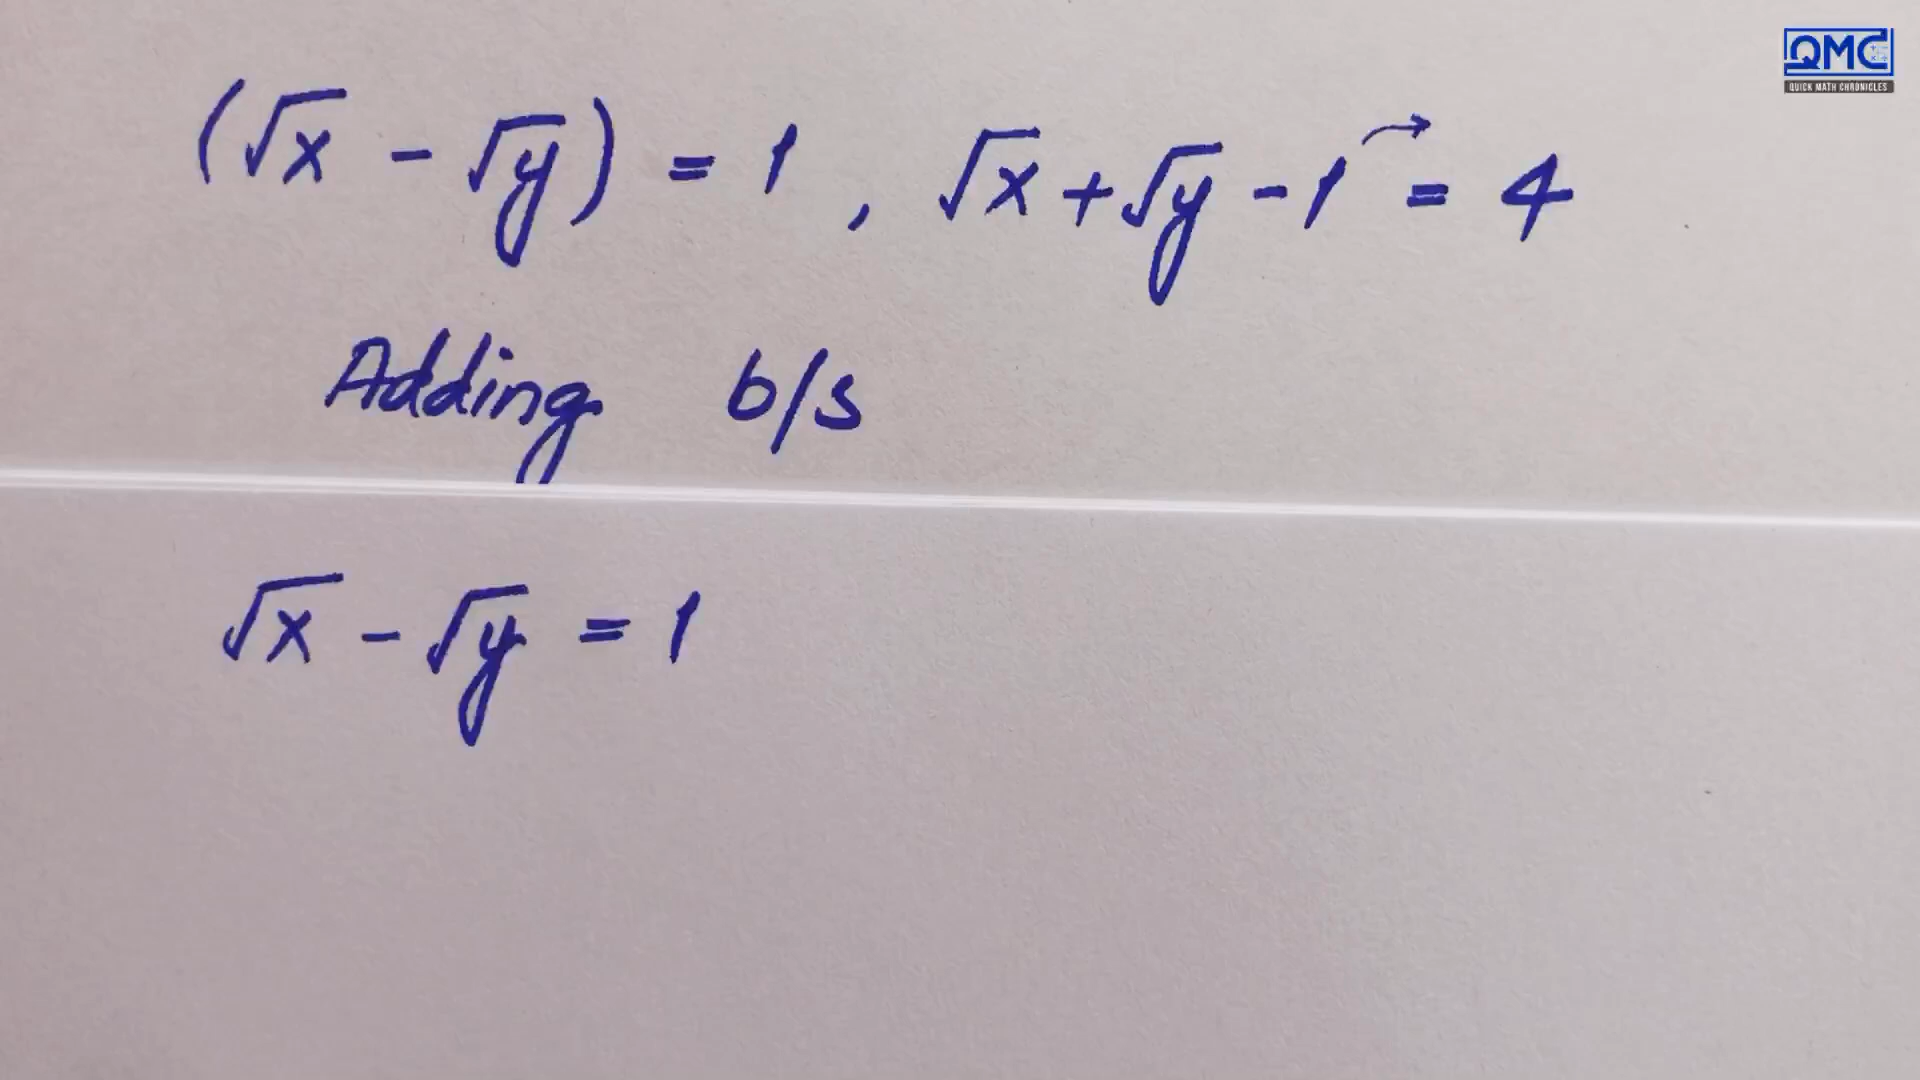 QMC
QUICK MATH CHRONICLES
(√x - √y) = 1 , √x + √y - 1 = 4
Adding b/s
√x - √y = 1